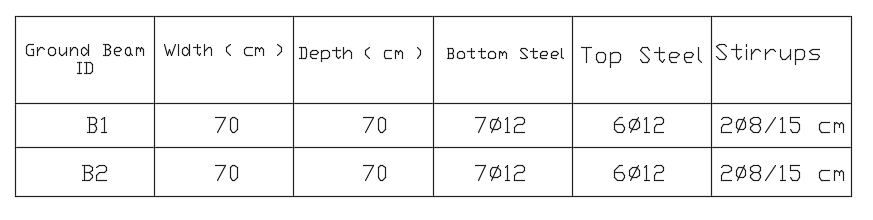 Ground Beam ID Width ( cm ) Depth ( cm ) Bottom Steel Top Steel Stirrups
B1 70 70 7Ø12 6Ø12 2Ø8/15 cm
B2 70 70 7Ø12 6Ø12 2Ø8/15 cm